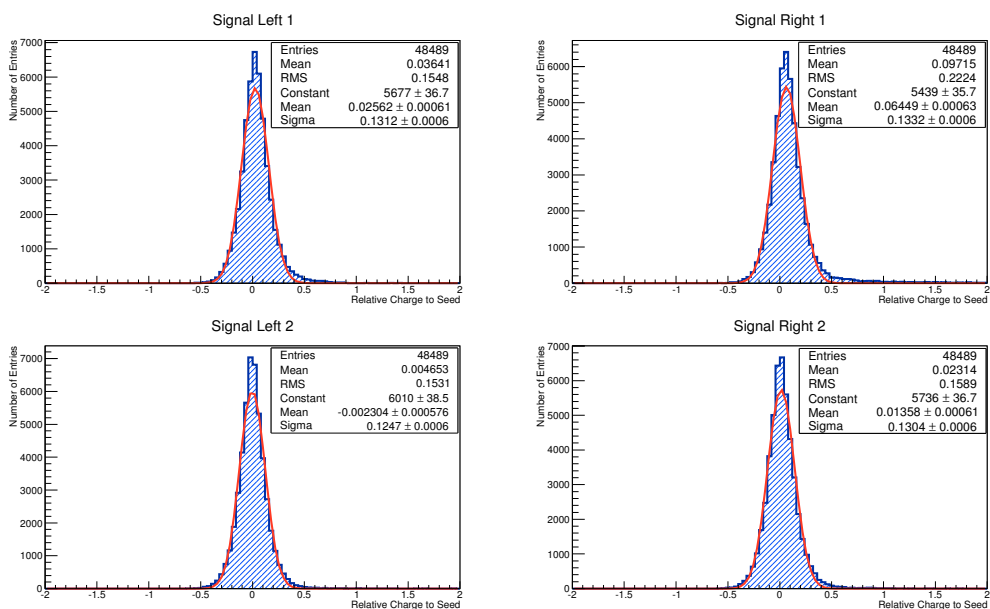 Signal Left 1
Number of Entries
7000
6000
5000
4000
3000
2000
1000
0
Entries 48489
Mean 0.03641
RMS 0.1548
Constant 5677 ± 36.7
Mean 0.02562 ± 0.00061
Sigma 0.1312 ± 0.0006
-2 -1.5 -1 -0.5 0 0.5 1 1.5 2
Relative Charge to Seed
Signal Right 1
Number of Entries
6000
5000
4000
3000
2000
1000
0
Entries 48489
Mean 0.09715
RMS 0.2224
Constant 5439 ± 35.7
Mean 0.06449 ± 0.00063
Sigma 0.1332 ± 0.0006
-2 -1.5 -1 -0.5 0 0.5 1 1.5 2
Relative Charge to Seed
Signal Left 2
Number of Entries
7000
6000
5000
4000
3000
2000
1000
0
Entries 48489
Mean 0.004653
RMS 0.1531
Constant 6010 ± 38.5
Mean -0.002304 ± 0.000576
Sigma 0.1247 ± 0.0006
-2 -1.5 -1 -0.5 0 0.5 1 1.5 2
Relative Charge to Seed
Signal Right 2
Number of Entries
7000
6000
5000
4000
3000
2000
1000
0
Entries 48489
Mean 0.02314
RMS 0.1589
Constant 5736 ± 36.7
Mean 0.01358 ± 0.00061
Sigma 0.1304 ± 0.0006
-2 -1.5 -1 -0.5 0 0.5 1 1.5 2
Relative Charge to Seed